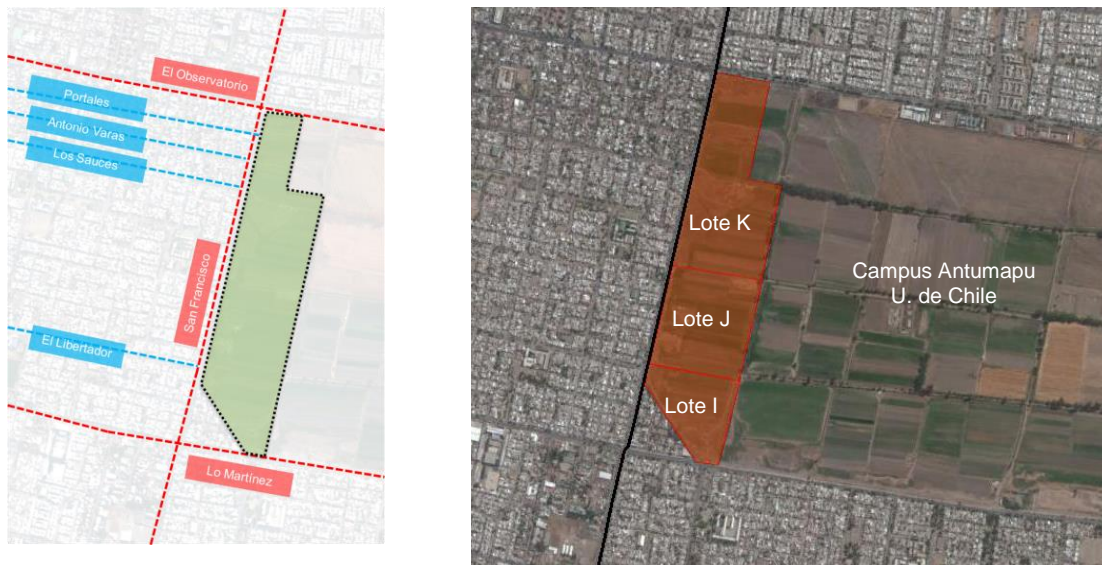 El Observatorio
Portales
Antonio Varas
Los Sauces
San Francisco
El Libertador
Lo Martínez
Lote K
Lote J
Lote I
Campus Antumapu
U. de Chile